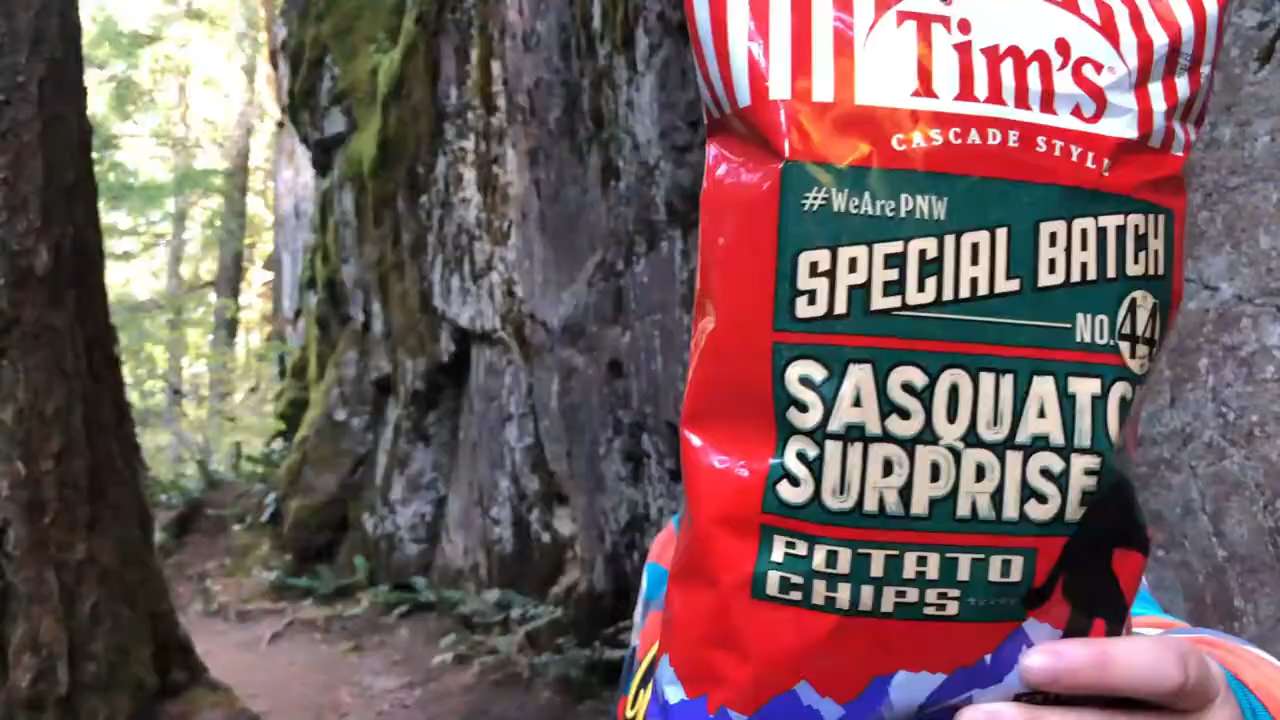 Tim's
CASCADE STYLE
#WeArePNW
SPECIAL BATCH
NO. 44
SASQUATC
SURPRISE
POTATO
CHIPS